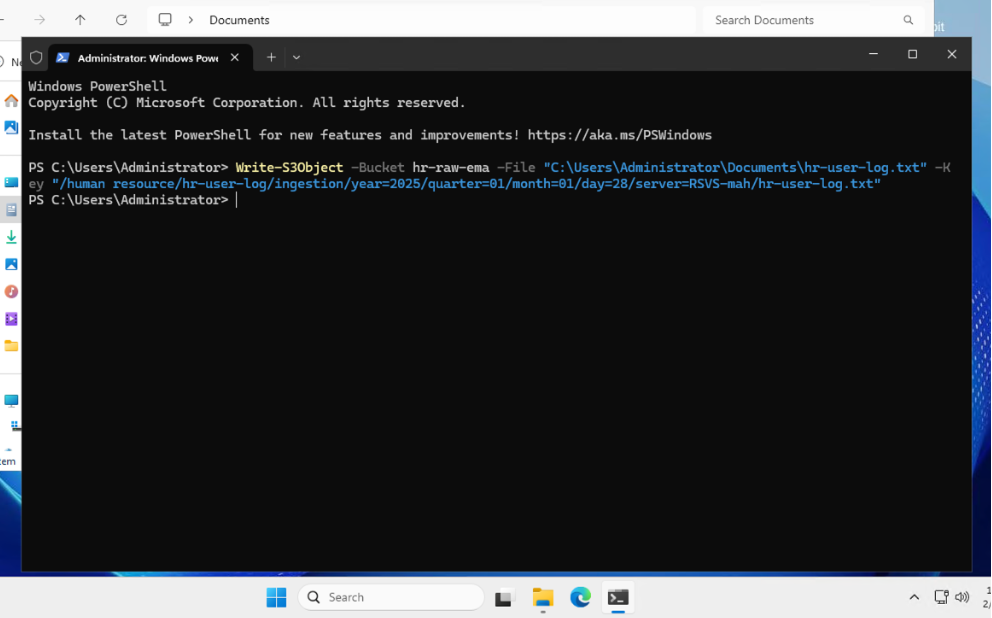 Documents
Search Documents
Administrator: Windows Powe
Windows PowerShell
Copyright (C) Microsoft Corporation. All rights reserved.
Install the latest PowerShell for new features and improvements! https://aka.ms/PSWindows
PS C:\Users\Administrator> Write-S3Object -Bucket hr-raw-ema -File "C:\Users\Administrator\Documents\hr-user-log.txt" -K
ey "/human resource/hr-user-log/ingestion/year=2025/quarter=01/month=01/day=28/server=RSVS-mah/hr-user-log.txt"
PS C:\Users\Administrator>
Search